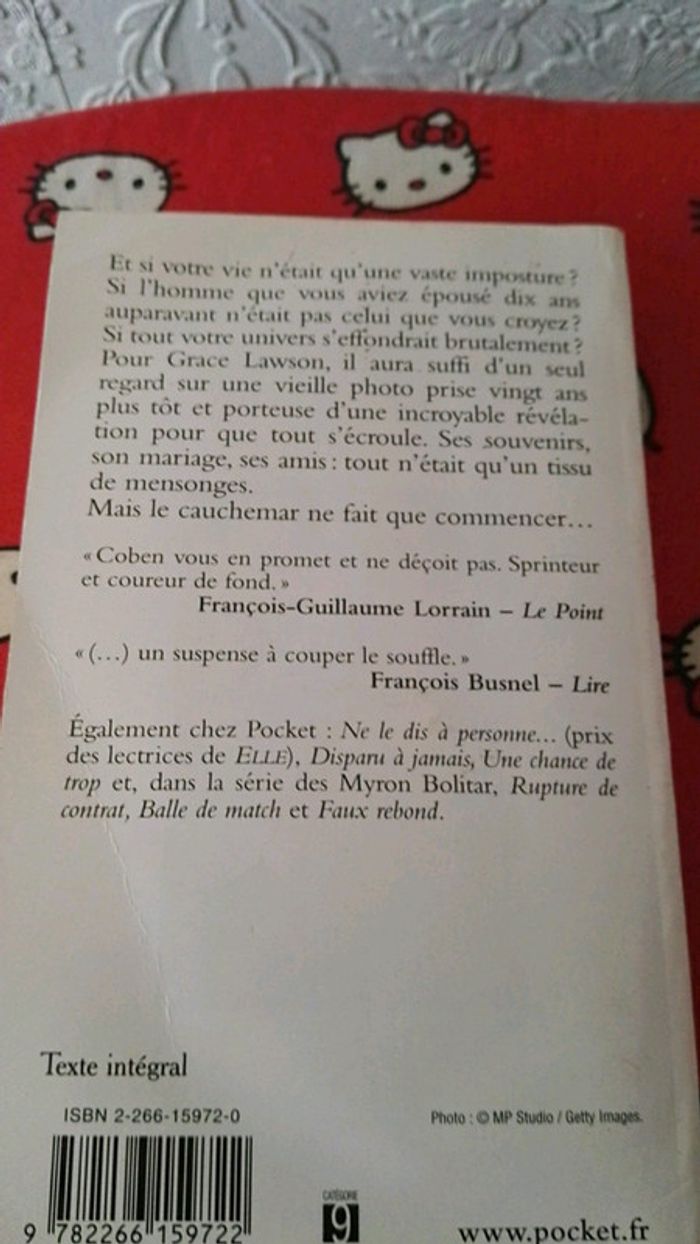 Et si votre vie n'était qu'une vaste imposture ?
Si l'homme que vous aviez épousé dix ans
auparavant n'était pas celui que vous croyez ?
Si tout votre univers s'effondrait brutalement ?
Pour Grace Lawson, il aura suffi d'un seul
regard sur une vieille photo prise vingt ans
plus tôt et porteuse d'une incroyable révéla-
tion pour que tout s'écroule. Ses souvenirs,
son mariage, ses amis : tout n'était qu'un tissu
de mensonges.
Mais le cauchemar ne fait que commencer...
« Coben vous en promet et ne déçoit pas. Sprinteur
et coureur de fond. »
François-Guillaume Lorrain – Le Point
« (...) un suspense à couper le souffle. »
François Busnel – Lire
Également chez Pocket : Ne le dis à personne... (prix
des lectrices de ELLE), Disparu à jamais, Une chance de
trop et, dans la série des Myron Bolitar, Rupture de
contrat, Balle de match et Faux rebond.
Texte intégral
ISBN 2-266-15972-0
Photo : © MP Studio / Getty Images.
CATÉGORIE
9
9 782266 159722
www.pocket.fr